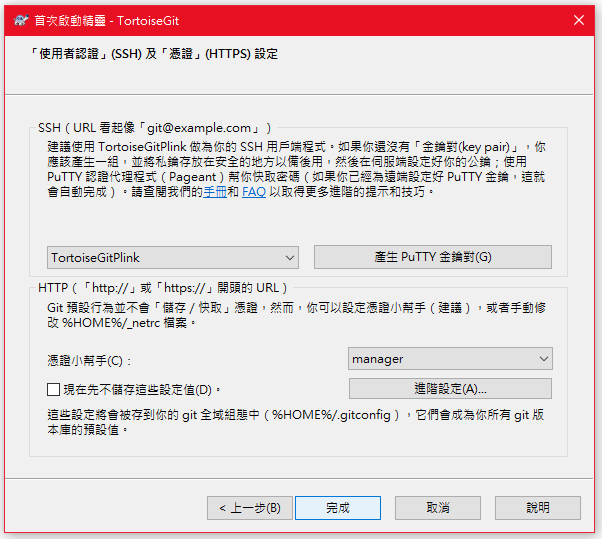 首次啟動精靈 - TortoiseGit
「使用者認證」(SSH) 及「憑證」(HTTPS) 設定
SSH（URL 看起像「git@example.com」）
建議使用 TortoiseGitPlink 做為你的 SSH 用戶端程式。如果你還沒有「金鑰對(key pair)」，你
應該產生一組，並將私鑰存放在安全的地方以備後用，然後在伺服端設定好你的公鑰；使用
PuTTY 認證代理程式（Pageant）幫你快取密碼（如果你已經為遠端設定好 PuTTY 金鑰，這就
會自動完成）。請查閱我們的手冊和 FAQ 以取得更多進階的提示和技巧。
TortoiseGitPlink
產生 PuTTY 金鑰對(G)
HTTP（「http://」或「https://」開頭的 URL）
Git 預設行為並不會「儲存 / 快取」憑證，然而，你可以設定憑證小幫手（建議），或者手動修
改 %HOME%/_netrc 檔案。
憑證小幫手(C)：
manager
現在先不儲存這些設定值(D)。
進階設定(A)...
這些設定將會被存到你的 git 全域組態中（%HOME%/.gitconfig），它們會成為你所有 git 版
本庫的預設值。
< 上一步(B)
完成
取消
說明